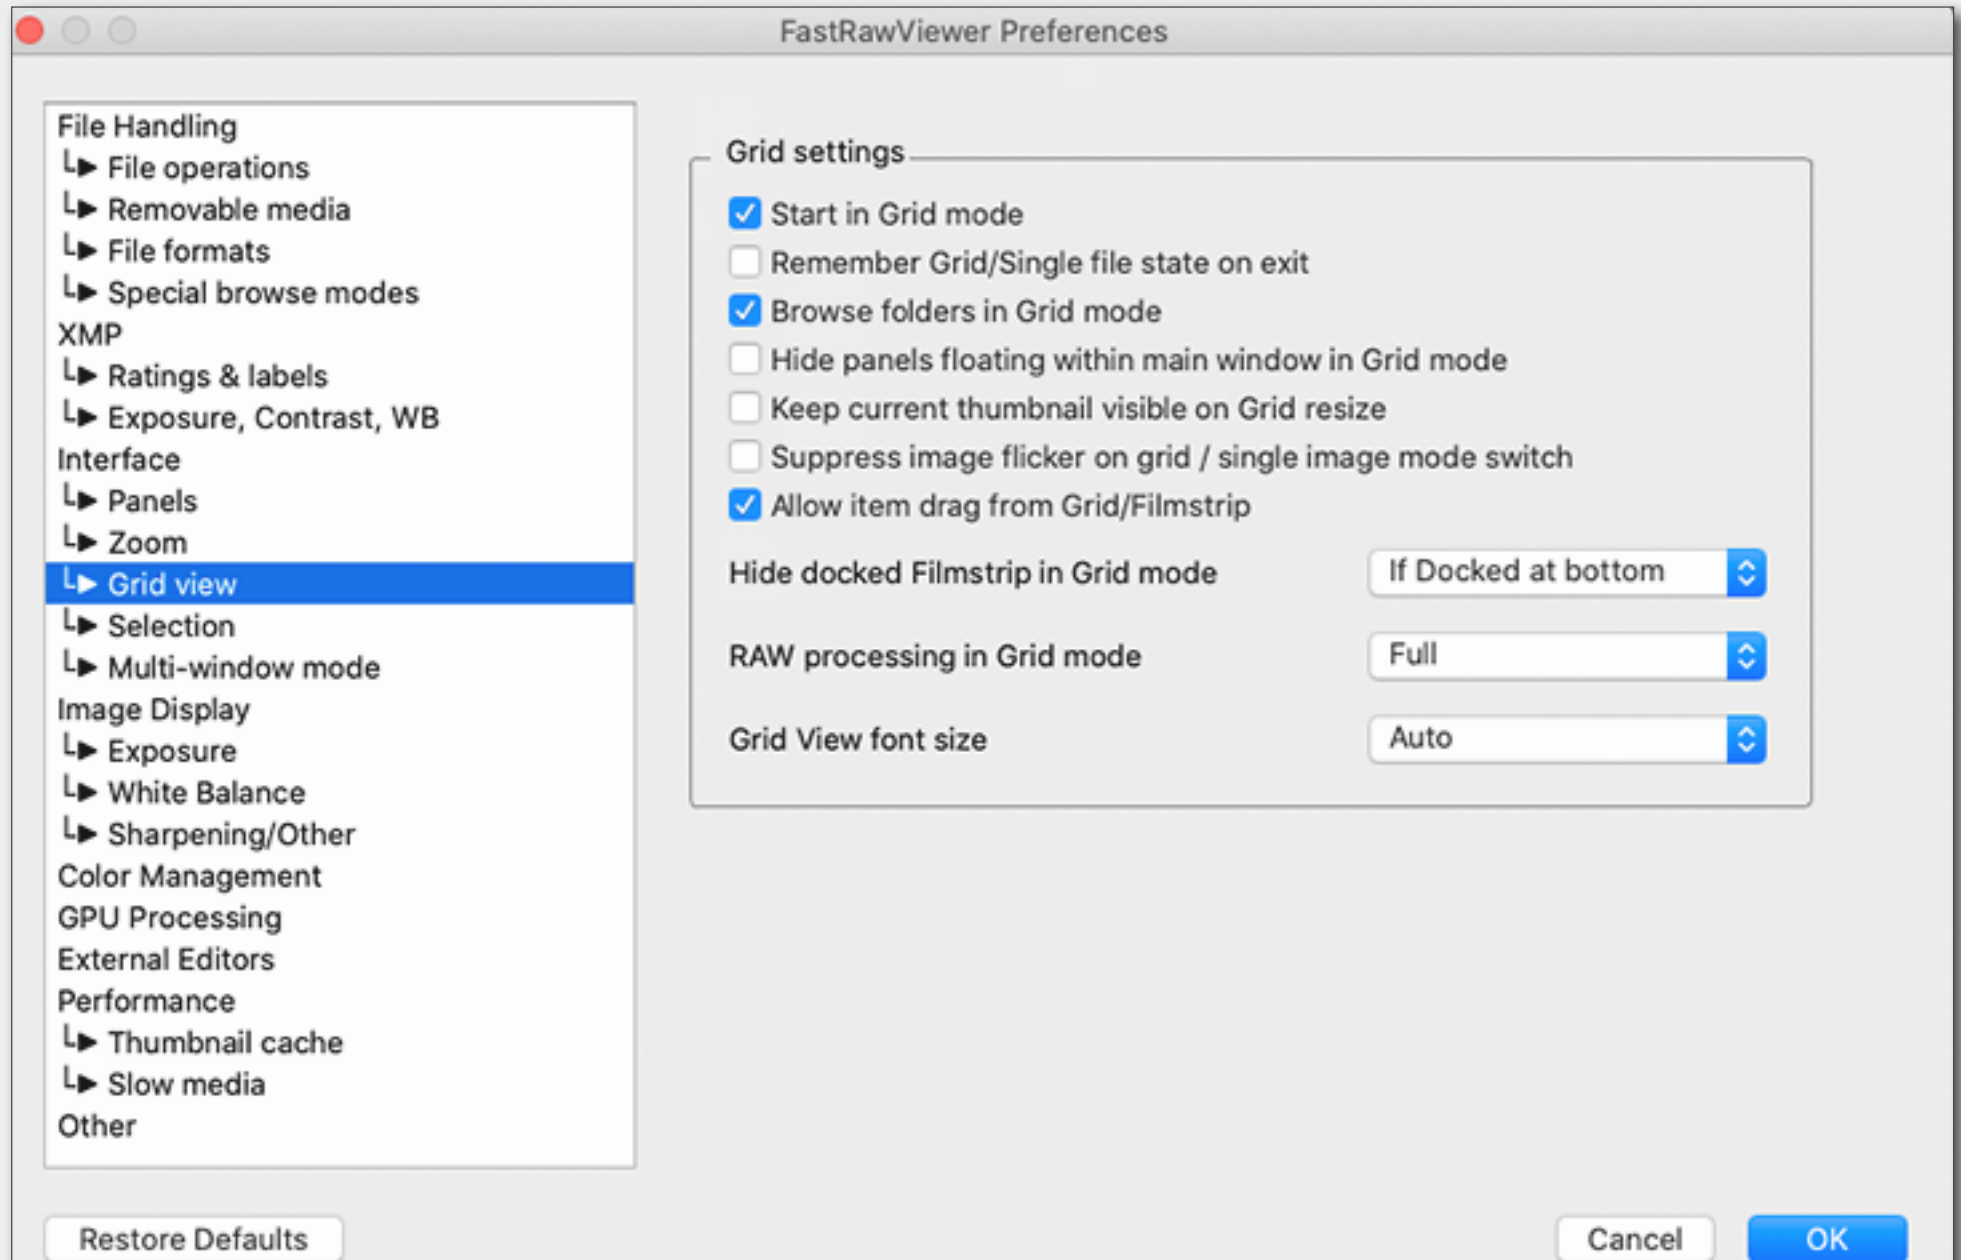 FastRawViewer Preferences
File Handling
File operations
Removable media
File formats
Special browse modes
XMP
Ratings & labels
Exposure, Contrast, WB
Interface
Panels
Zoom
Grid view
Selection
Multi-window mode
Image Display
Exposure
White Balance
Sharpening/Other
Color Management
GPU Processing
External Editors
Performance
Thumbnail cache
Slow media
Other
Grid settings
Start in Grid mode
Remember Grid/Single file state on exit
Browse folders in Grid mode
Hide panels floating within main window in Grid mode
Keep current thumbnail visible on Grid resize
Suppress image flicker on grid / single image mode switch
Allow item drag from Grid/Filmstrip
Hide docked Filmstrip in Grid mode If Docked at bottom
RAW processing in Grid mode Full
Grid View font size Auto
Restore Defaults Cancel OK